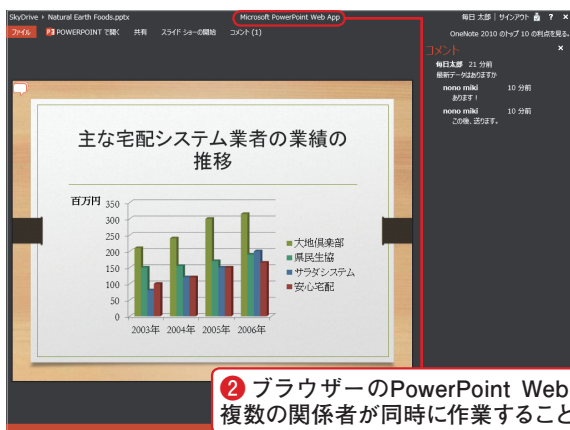 SkyDrive › Natural Earth Foods.pptx Microsoft PowerPoint Web App 毎日 太郎 | サインアウト ? ×
ファイル POWERPOINT で開く 共有 スライド ショーの開始 コメント (1) OneNote 2010 のトップ 10 の利点を見る。
コメント ×
毎日太郎 21 分前
最新データはありますか
nono miki 10 分前
あります!
nono miki 10 分前
この後、送ります。
主な宅配システム業者の業績の
推移
百万円
350
300
250
200
150
100
50
0
2003年 2004年 2005年 2006年
大地倶楽部
県民生協
サラダシステム
安心宅配
❷ ブラウザーのPowerPoint Web
複数の関係者が同時に作業すること